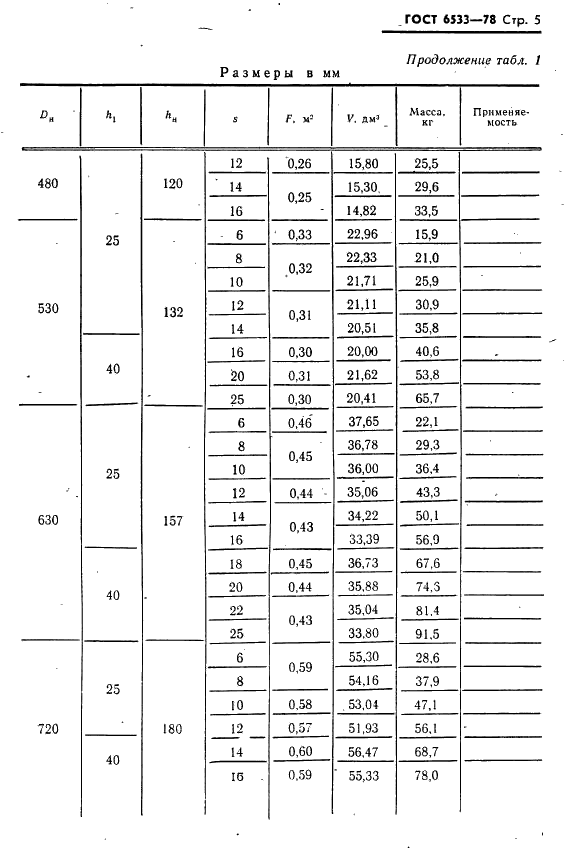 ГОСТ 6533—78 Стр. 5
Продолжение табл. 1
Размеры в мм
Dн h1 hн s F, м² V, дм³ Масса, кг Применяе-мость
480 25 120 12 0,26 15,80 25,5
14 0,25 15,30 29,6
16 14,82 33,5
530 132 6 0,33 22,96 15,9
8 0,32 22,33 21,0
10 21,71 25,9
12 0,31 21,11 30,9
14 20,51 35,8
40 16 0,30 20,00 40,6
20 0,31 21,62 53,8
25 0,30 20,41 65,7
630 25 157 6 0,46 37,65 22,1
8 0,45 36,78 29,3
10 36,00 36,4
12 0,44 35,06 43,3
14 0,43 34,22 50,1
16 33,39 56,9
40 18 0,45 36,73 67,6
20 0,44 35,88 74,3
22 0,43 35,04 81,4
25 33,80 91,5
720 25 180 6 0,59 55,30 28,6
8 54,16 37,9
10 0,58 53,04 47,1
12 0,57 51,93 56,1
40 14 0,60 56,47 68,7
16 0,59 55,33 78,0